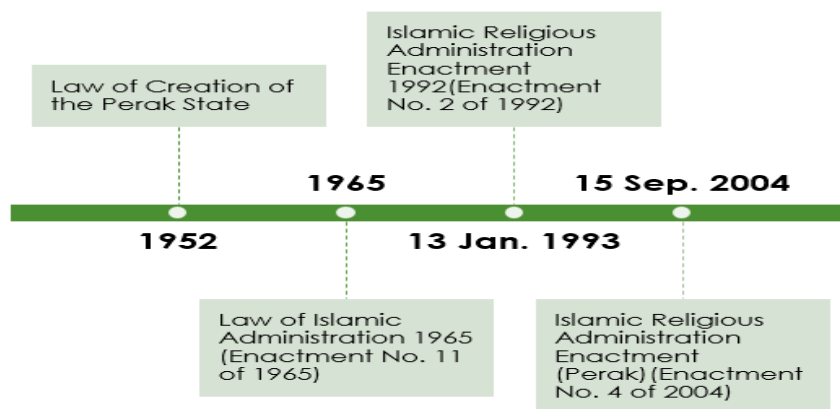 Law of Creation of
the Perak State
1952
1965
Law of Islamic
Administration 1965
(Enactment No. 11
of 1965)
Islamic Religious
Administration
Enactment
1992(Enactment
No. 2 of 1992)
13 Jan. 1993
15 Sep. 2004
Islamic Religious
Administration
Enactment
(Perak) (Enactment
No. 4 of 2004)